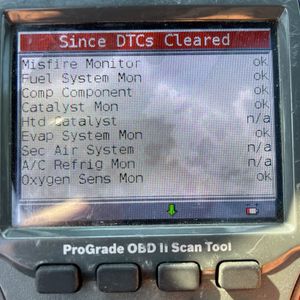 Since DTCs Cleared
Misfire Monitor ok
Fuel System Mon ok
Comp Component ok
Catalyst Mon ok
Htd Catalyst n/a
Evap System Mon ok
Sec Air System n/a
A/C Refrig Mon n/a
Oxygen Sens Mon ok
ProGrade OBD II Scan Tool